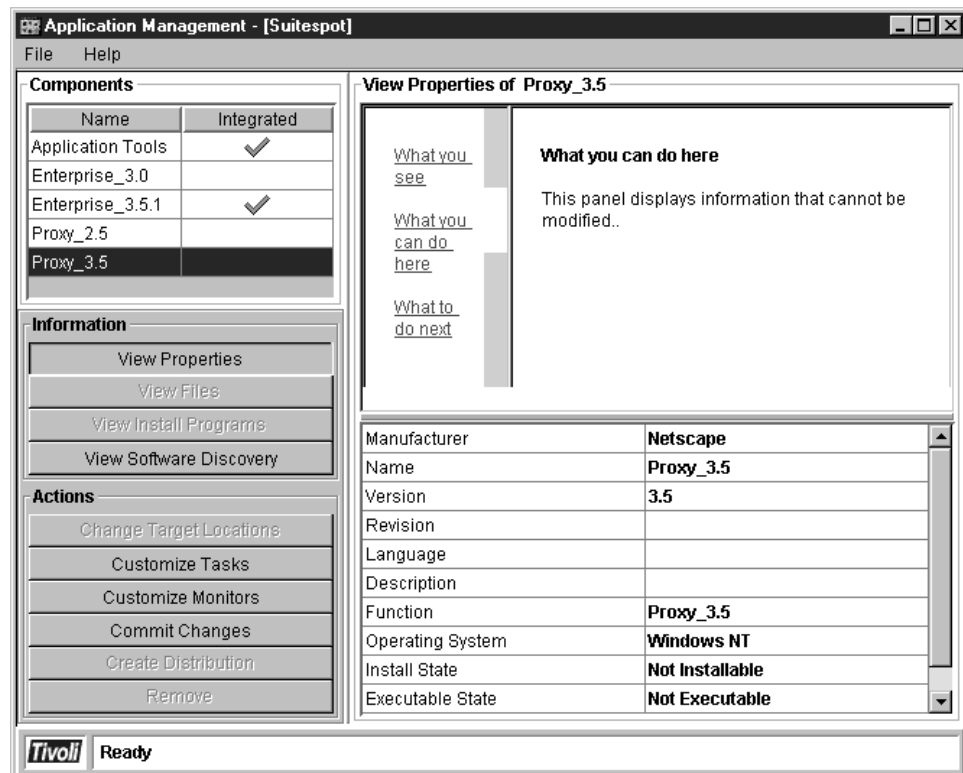 Application Management - [Suitespot]
File Help
Components
Name Integrated
Application Tools
Enterprise_3.0
Enterprise_3.5.1
Proxy_2.5
Proxy_3.5
Information
View Properties
View Files
View Install Programs
View Software Discovery
Actions
Change Target Locations
Customize Tasks
Customize Monitors
Commit Changes
Create Distribution
Remove
View Properties of Proxy_3.5
What you
see
What you
can do
here
What to
do next
What you can do here
This panel displays information that cannot be
modified..
Manufacturer Netscape
Name Proxy_3.5
Version 3.5
Revision
Language
Description
Function Proxy_3.5
Operating System Windows NT
Install State Not Installable
Executable State Not Executable
Tivoli Ready